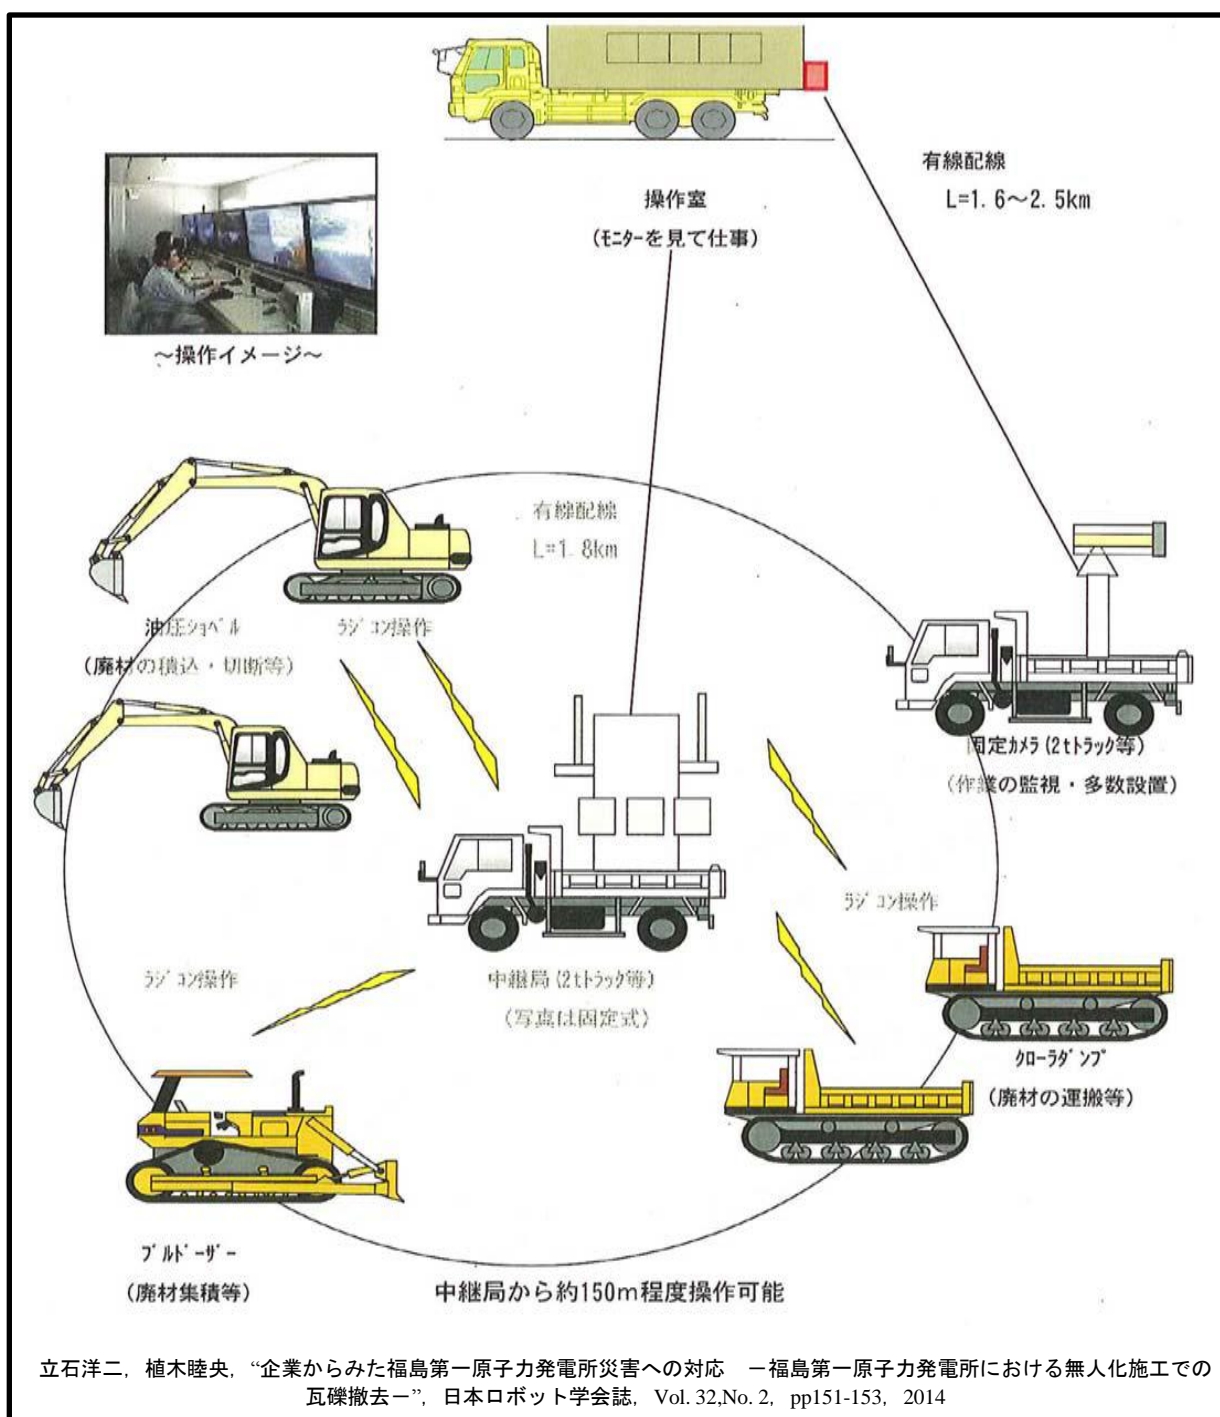 有線配線
L=1.6～2.5km
操作室
(ﾓﾆﾀｰを見て仕事)
～操作イメージ～
有線配線
L=1.8km
油圧ｼｮﾍﾞﾙ
ﾗｼﾞｺﾝ操作
(廃材の積込・切断等)
固定ｶﾒﾗ(2tﾄﾗｯｸ等)
(作業の監視・多数設置)
ﾗｼﾞｺﾝ操作
ﾗｼﾞｺﾝ操作
中継局(2tﾄﾗｯｸ等)
(写真は固定式)
ｸﾛｰﾗﾀﾞﾝﾌﾟ
(廃材の運搬等)
ﾌﾞﾙﾄﾞｰｻﾞｰ
(廃材集積等)
中継局から約150m程度操作可能
立石洋二, 植木睦央, “企業からみた福島第一原子力発電所災害への対応　－福島第一原子力発電所における無人化施工での
瓦礫撤去－”, 日本ロボット学会誌, Vol. 32,No. 2, pp151-153, 2014